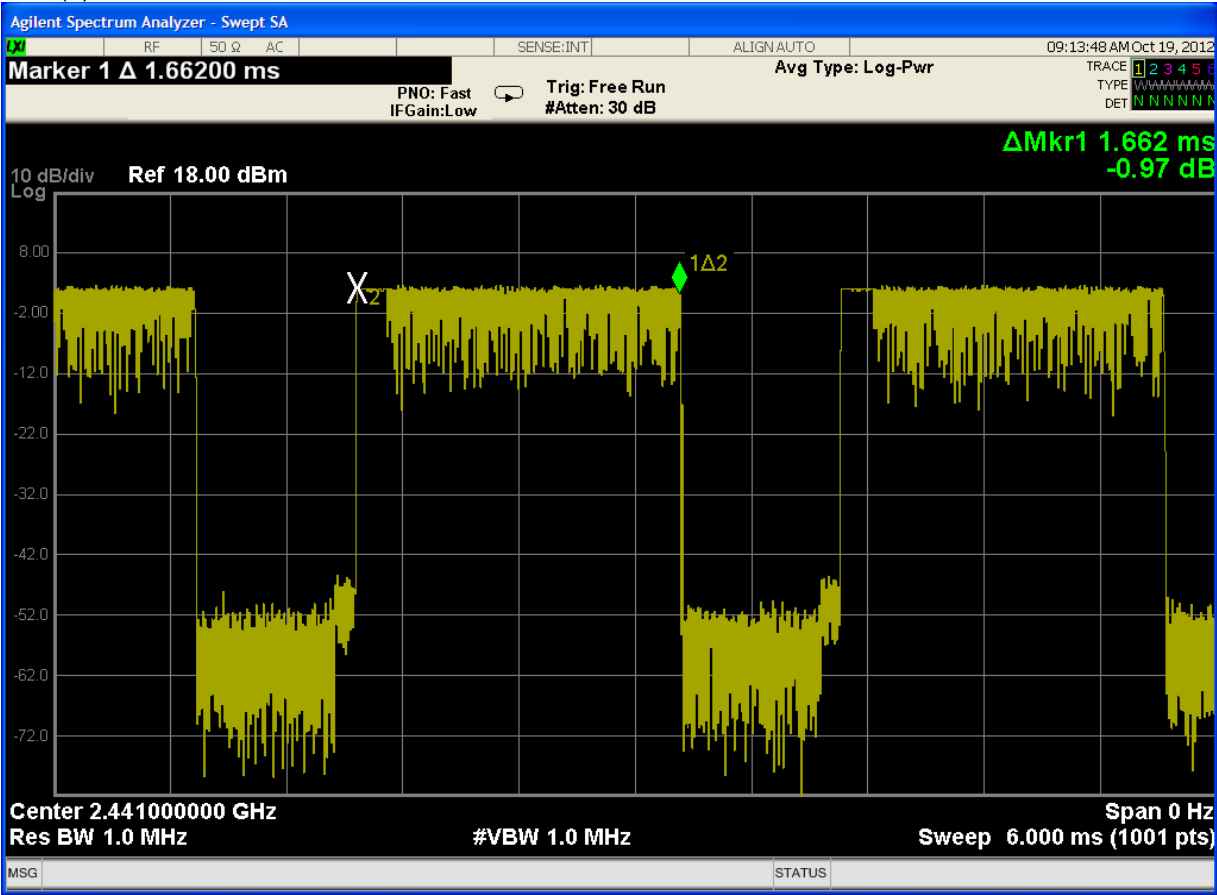 Agilent Spectrum Analyzer - Swept SA
LXI RF 50 Ω AC SENSE:INT ALIGN AUTO 09:13:48 AM Oct 19, 2012
Marker 1 Δ 1.66200 ms
Avg Type: Log-Pwr
TRACE 1 2 3 4 5 6
PNO: Fast Trig: Free Run
TYPE WWWWWW
IFGain:Low #Atten: 30 dB
DET N N N N N N
ΔMkr1 1.662 ms
-0.97 dB
10 dB/div Ref 18.00 dBm
Log
8.00
1Δ2
X2
-2.00
-12.0
-22.0
-32.0
-42.0
-52.0
-62.0
-72.0
Center 2.441000000 GHz Span 0 Hz
Res BW 1.0 MHz #VBW 1.0 MHz Sweep 6.000 ms (1001 pts)
MSG STATUS